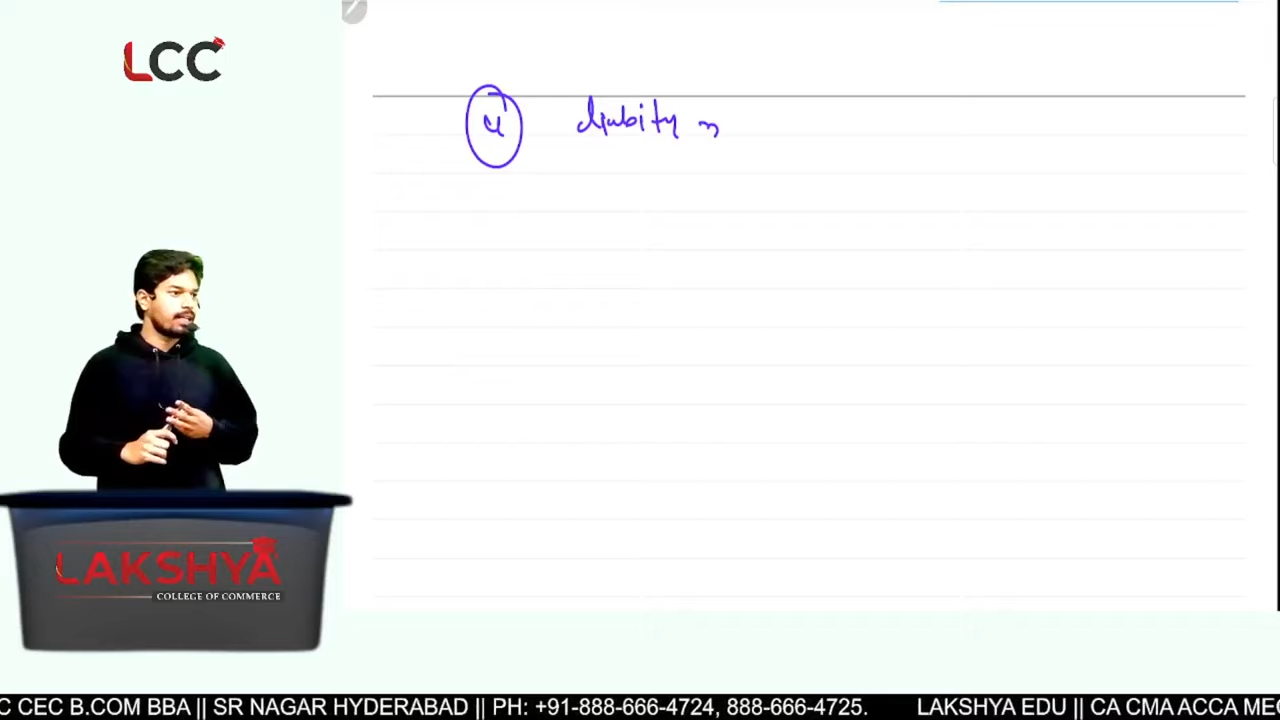 LCC
4 liability
LAKSHYA
COLLEGE OF COMMERCE
C CEC B.COM BBA || SR NAGAR HYDERABAD || PH: +91-888-666-4724, 888-666-4725. LAKSHYA EDU || CA CMA ACCA MEC